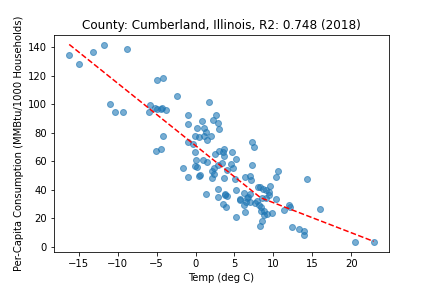 County: Cumberland, Illinois, R2: 0.748 (2018)
Per-Capita Consumption (MMBtu/1000 Households)
140
120
100
80
60
40
20
0
−15 −10 −5 0 5 10 15 20
Temp (deg C)